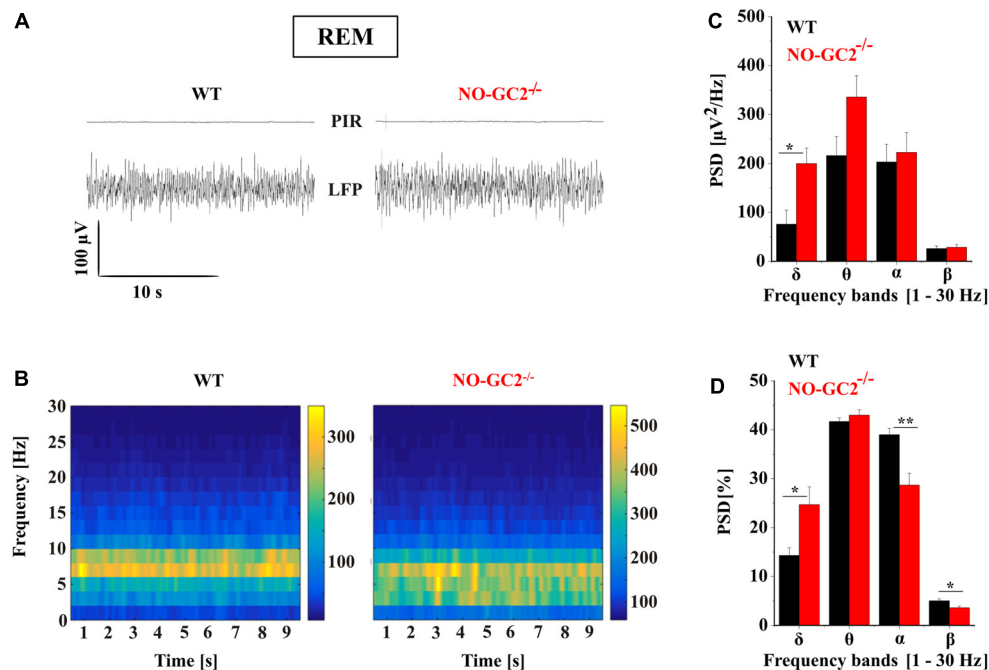 A
REM
WT
NO-GC2-/-
PIR
LFP
100 µV
10 s
B
WT
NO-GC2-/-
Frequency [Hz]
30
25
20
15
10
5
0
1 2 3 4 5 6 7 8 9
Time [s]
300
200
100
1 2 3 4 5 6 7 8 9
Time [s]
500
400
300
200
100
C
WT
NO-GC2-/-
PSD [µV2/Hz]
500
400
300
200
100
0
*
δ θ α β
Frequency bands [1 - 30 Hz]
D
WT
NO-GC2-/-
PSD[%]
50
40
30
20
10
0
*
**
*
δ θ α β
Frequency bands [1 - 30 Hz]